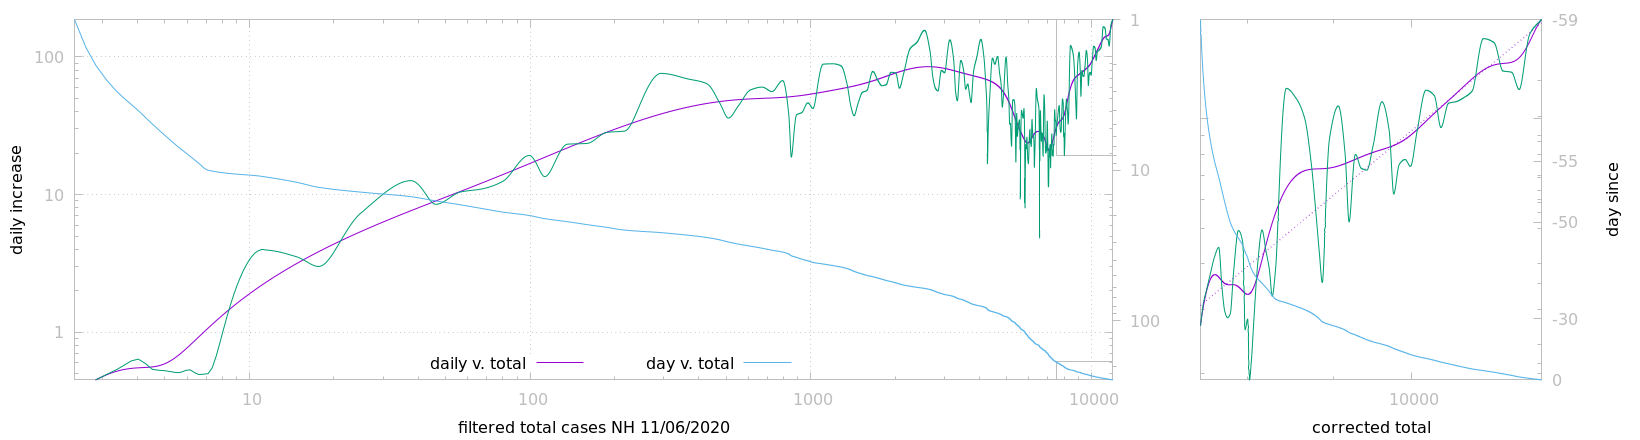 daily increase
100
10
1
10
100
1000
10000
1
10
100
daily v. total
day v. total
filtered total cases NH 11/06/2020
-59
-55
-50
-30
0
day since
10000
corrected total